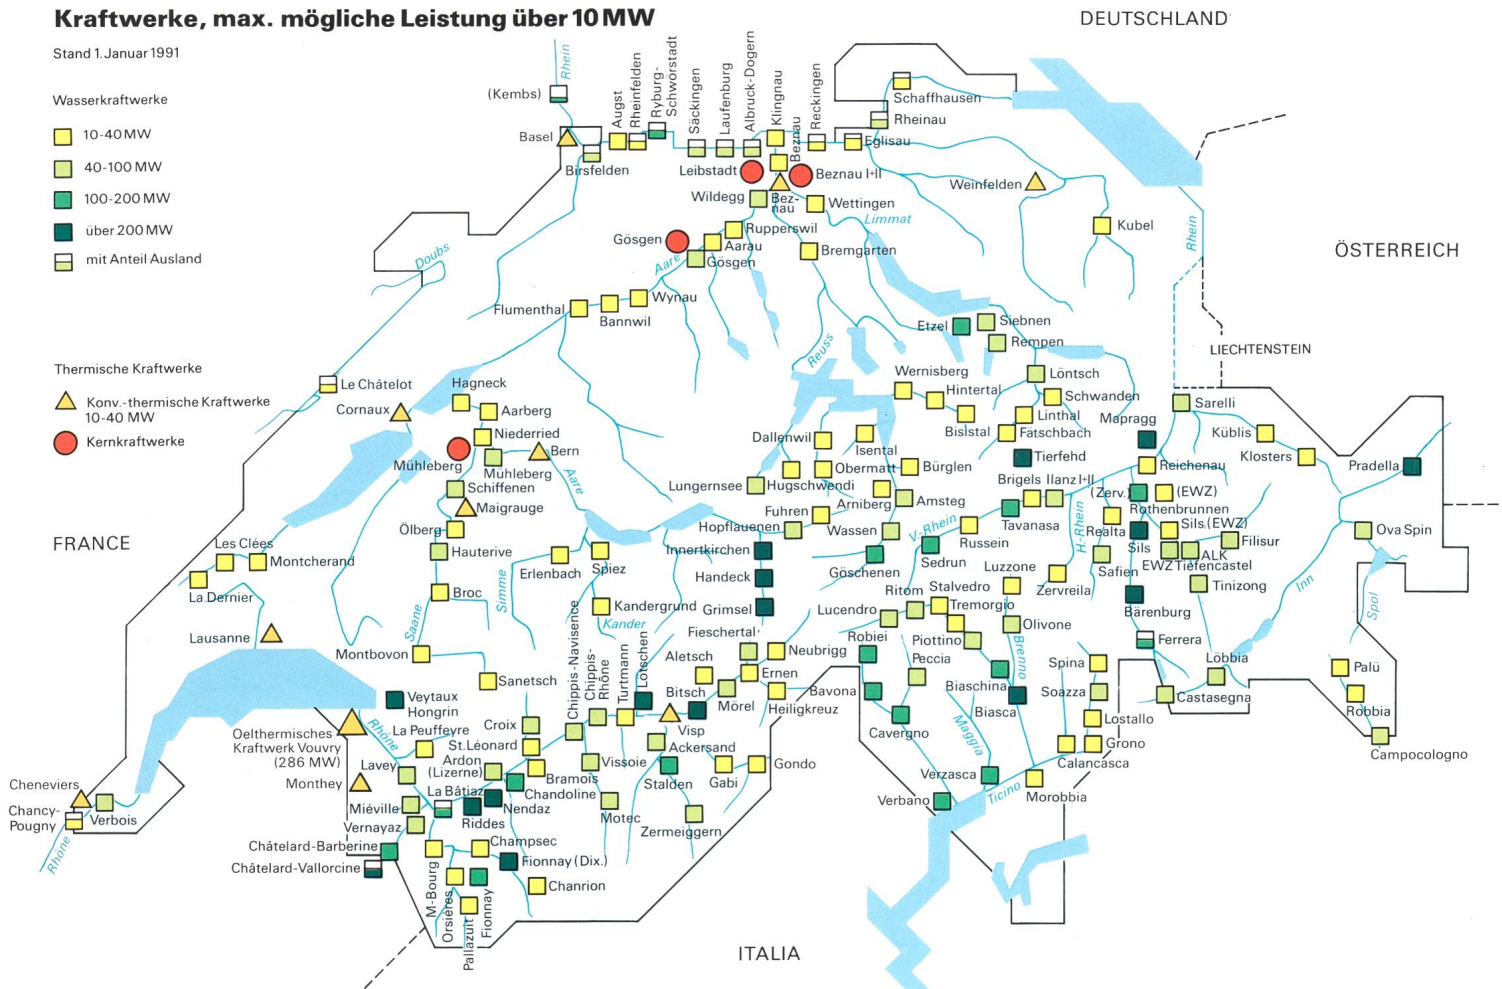 Kraftwerke, max. mögliche Leistung über 10 MW
Stand 1. Januar 1991
Wasserkraftwerke
10-40 MW
40-100 MW
100-200 MW
über 200 MW
mit Anteil Ausland
Thermische Kraftwerke
Konv.-thermische Kraftwerke
10-40 MW
Kernkraftwerke
DEUTSCHLAND
ÖSTERREICH
LIECHTENSTEIN
FRANCE
ITALIA
Rhein
(Kembs)
Basel
Birsfelden
Augst
Rheinfelden
Ryburg-
Schwörstadt
Säckingen
Laufenburg
Albruck-Dogern
Klingnau
Beznau
Reckingen
Eglisau
Rheinau
Schaffhausen
Leibstadt
Beznau I+II
Bez-
nau
Wildegg
Wettingen
Limmat
Weinfelden
Kubel
Rhein
Rupperswil
Gösgen
Aarau
Gösgen
Aare
Bremgarten
Doubs
Flumenthal
Bannwil
Wynau
Reuss
Etzel
Siebnen
Rempen
Löntsch
Schwanden
Linthal
Fatschbach
Tierfehd
Wernisberg
Hintertal
Bisistal
Mapragg
Sarelli
Küblis
Klosters
Pradella
Le Châtelot
Cornaux
Hagneck
Aarberg
Niederried
Mühleberg
Mühleberg
Bern
Aare
Schiffenen
Maigrauge
Ölberg
Hauterive
Broc
Saane
Montbovon
Sanetsch
Simme
Erlenbach
Spiez
Kandergrund
Kander
Dallenwil
Isental
Obermatt
Bürglen
Lungernsee
Hugschwendi
Arniberg
Amsteg
Fuhren
Hopflauenen
Wassen
Göschenen
Innertkirchen
Handeck
Grimsel
Reichenau
Brigels
Ilanz I+II
(Zerv.)
(EWZ)
Rothenbrunnen
Tavanasa
V-Rhein
Russein
Sedrun
H-Rhein
Realta
Sils
Sils (EWZ)
Filisur
ALK
EWZ
Tiefencastel
Safien
Tinizong
Zervreila
Bärenburg
Ferrera
Löbbia
Castasegna
Ova Spin
Inn
Spöl
Palü
Robbia
Campocologno
Luzzone
Olivone
Brenno
Stalvedro
Ritom
Tremorgio
Lucendro
Piottino
Biaschina
Biasca
Robiei
Peccia
Bavona
Cavergno
Maggia
Verzasca
Verbano
Ticino
Morobbia
Spina
Soazza
Lostallo
Grono
Calancasca
Les Clées
Montcherand
La Dernier
Lausanne
Veytaux
Hongrin
Rhône
Oelthermisches
Kraftwerk Vouvry
(286 MW)
La Peuffeyre
Lavey
Monthey
Miéville
Vernayaz
Châtelard-Barberine
Châtelard-Vallorcine
La Bâtiaz
Riddes
Nendaz
Chandoline
Bramois
Ardon
(Lizerne)
St.Léonard
Croix
Chippis-Navisence
Chippis-
Rhône
Turtmann
Lötschen
Vissoie
Motec
Visp
Ackersand
Stalden
Zermeiggern
Bitsch
Mörel
Aletsch
Fieschertal
Neubrigg
Ernen
Heiligkreuz
Gabi
Gondo
M-Bourg
Orsières
Pallazuit
Fionnay
Champsec
Fionnay (Dix.)
Chanrion
Cheneviers
Chancy-
Pougny
Verbois
Rhône